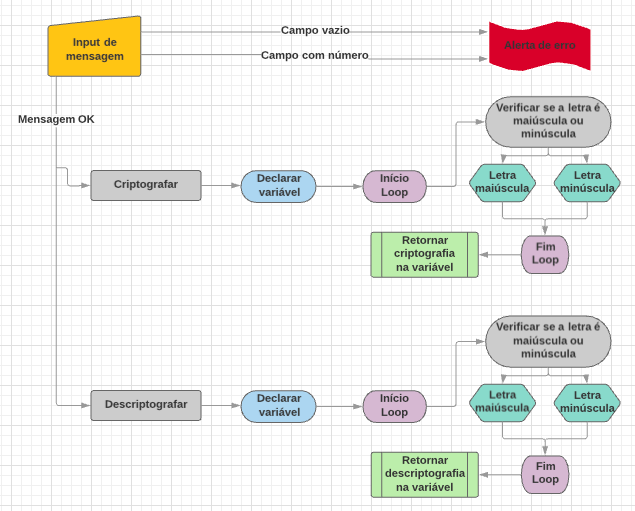 Input de
mensagem
Campo vazio
Campo com número
Alerta de erro
Mensagem OK
Criptografar
Declarar
variável
Início
Loop
Verificar se a letra é
maiúscula ou
minúscula
Letra
maiúscula
Letra
minúscula
Fim
Loop
Retornar
criptografia
na variável
Descriptografar
Declarar
variável
Início
Loop
Verificar se a letra é
maiúscula ou
minúscula
Letra
maiúscula
Letra
minúscula
Fim
Loop
Retornar
descriptografia
na variável